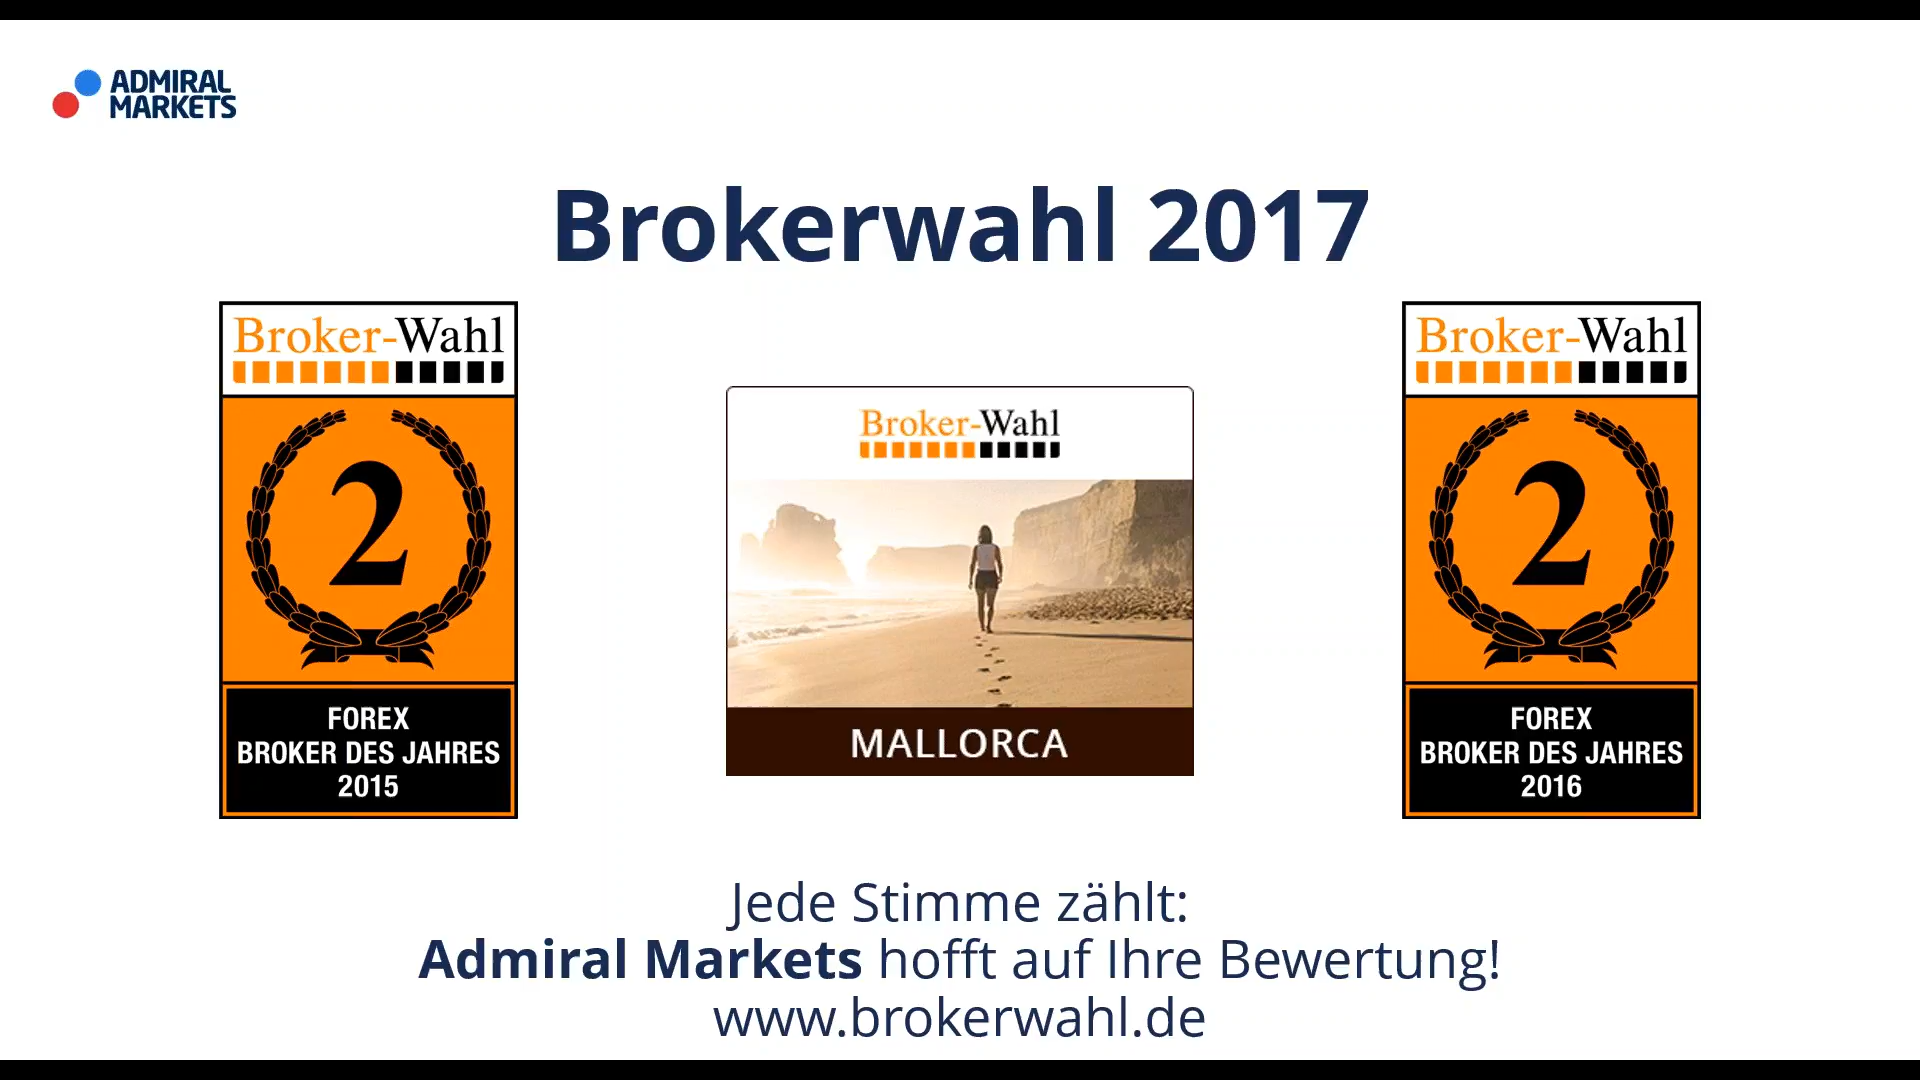 ADMIRAL
MARKETS
Brokerwahl 2017
Broker-Wahl
2
FOREX
BROKER DES JAHRES
2015
Broker-Wahl
MALLORCA
Broker-Wahl
2
FOREX
BROKER DES JAHRES
2016
Jede Stimme zählt:
Admiral Markets hofft auf Ihre Bewertung!
www.brokerwahl.de